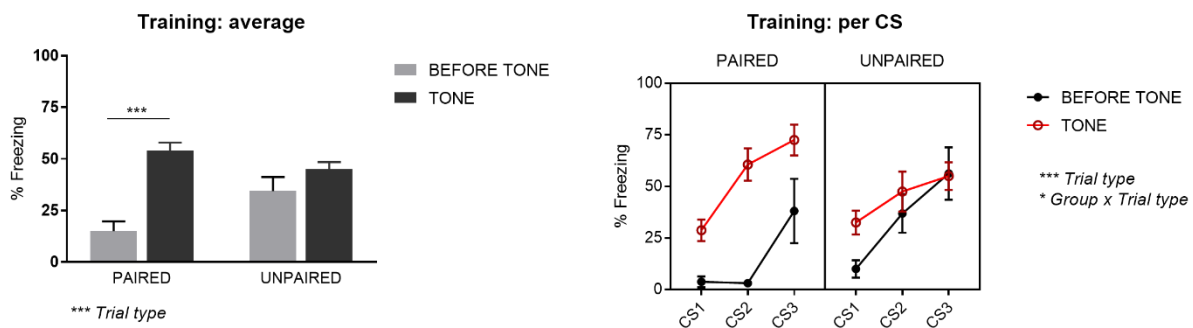 Training: average
% Freezing
100
75
50
25
0
***
PAIRED
UNPAIRED
BEFORE TONE
TONE
*** Trial type
Training: per CS
PAIRED
UNPAIRED
% Freezing
100
75
50
25
0
CS1
CS2
CS3
CS1
CS2
CS3
BEFORE TONE
TONE
*** Trial type
* Group x Trial type